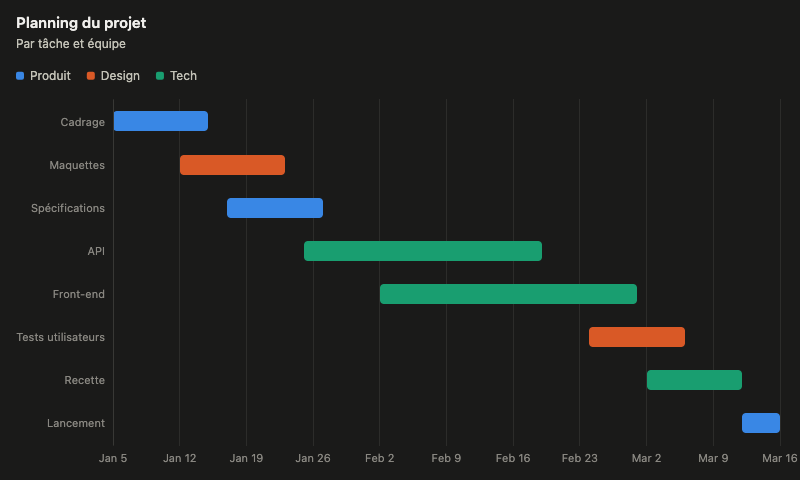 Planning du projet
Par tâche et équipe
Produit Design Tech
Cadrage
Maquettes
Spécifications
API
Front-end
Tests utilisateurs
Recette
Lancement
Jan 5 Jan 12 Jan 19 Jan 26 Feb 2 Feb 9 Feb 16 Feb 23 Mar 2 Mar 9 Mar 16